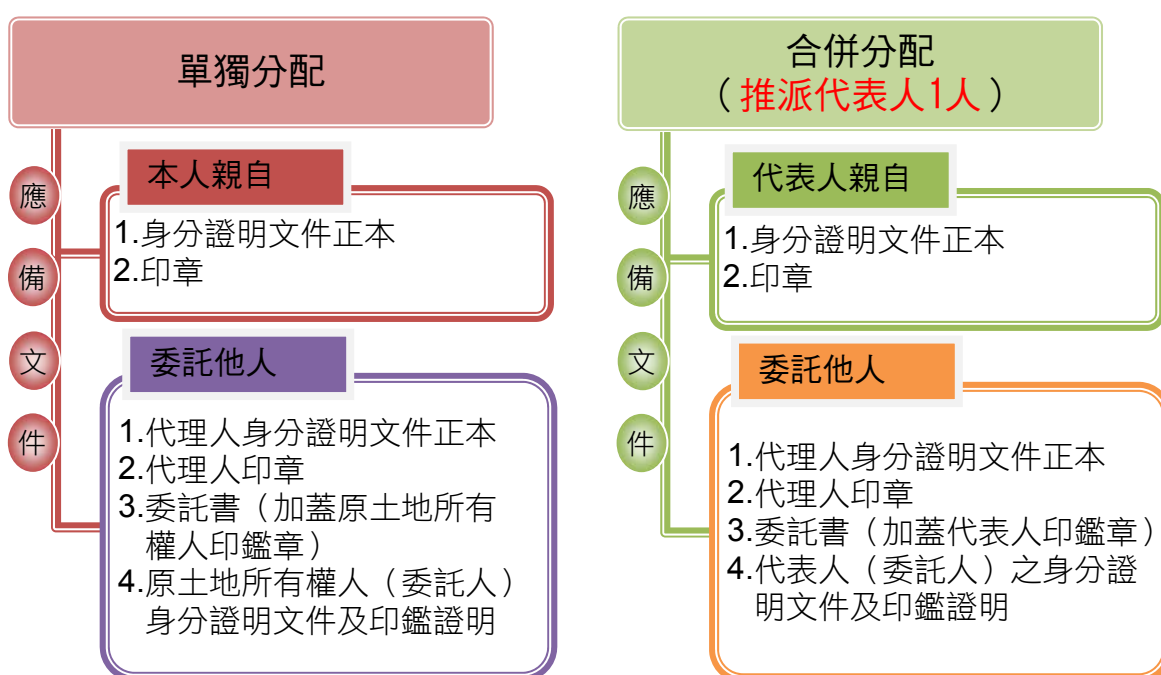 單獨分配
應
備
文
件
本人親自
1.身分證明文件正本
2.印章
委託他人
1.代理人身分證明文件正本
2.代理人印章
3.委託書（加蓋原土地所有
權人印鑑章）
4.原土地所有權人（委託人）
身分證明文件及印鑑證明
合併分配
（推派代表人1人）
應
備
文
件
代表人親自
1.身分證明文件正本
2.印章
委託他人
1.代理人身分證明文件正本
2.代理人印章
3.委託書（加蓋代表人印鑑章）
4.代表人（委託人）之身分證
明文件及印鑑證明